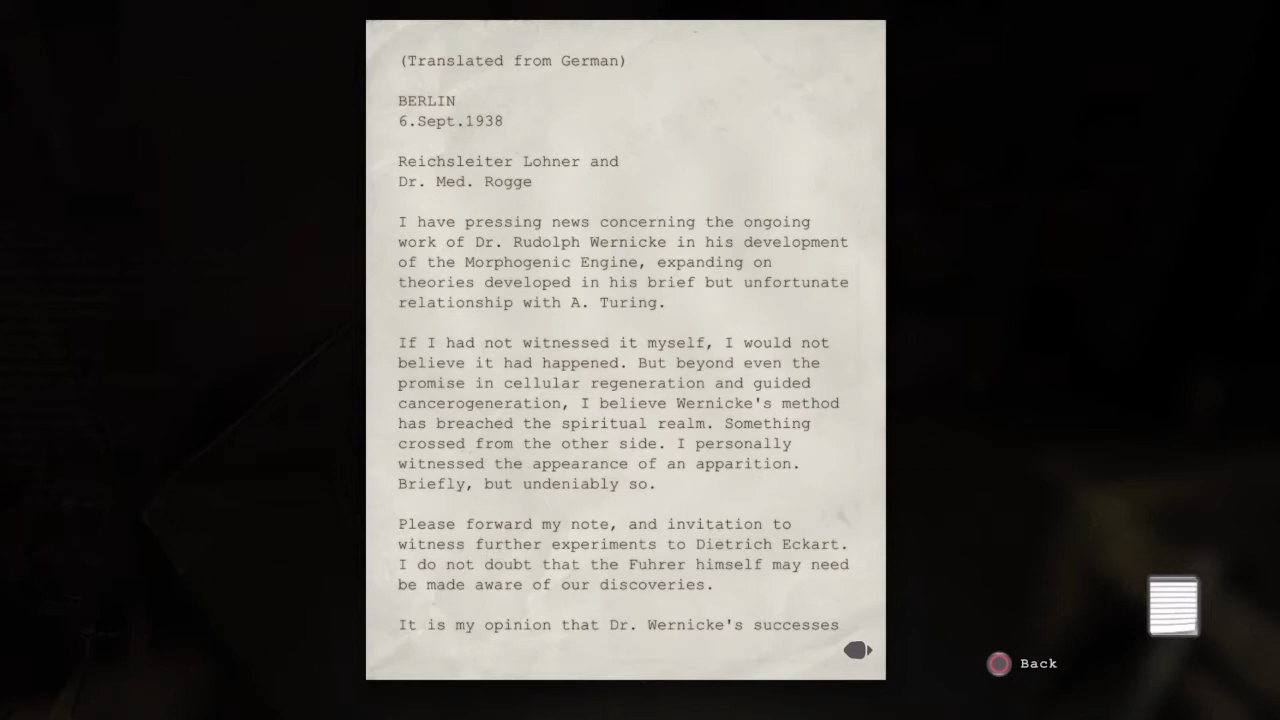 (Translated from German)
BERLIN
6.Sept.1938
Reichsleiter Lohner and
Dr. Med. Rogge
I have pressing news concerning the ongoing
work of Dr. Rudolph Wernicke in his development
of the Morphogenic Engine, expanding on
theories developed in his brief but unfortunate
relationship with A. Turing.
If I had not witnessed it myself, I would not
believe it had happened. But beyond even the
promise in cellular regeneration and guided
cancerogeneration, I believe Wernicke's method
has breached the spiritual realm. Something
crossed from the other side. I personally
witnessed the appearance of an apparition.
Briefly, but undeniably so.
Please forward my note, and invitation to
witness further experiments to Dietrich Eckart.
I do not doubt that the Fuhrer himself may need
be made aware of our discoveries.
It is my opinion that Dr. Wernicke's successes
Back